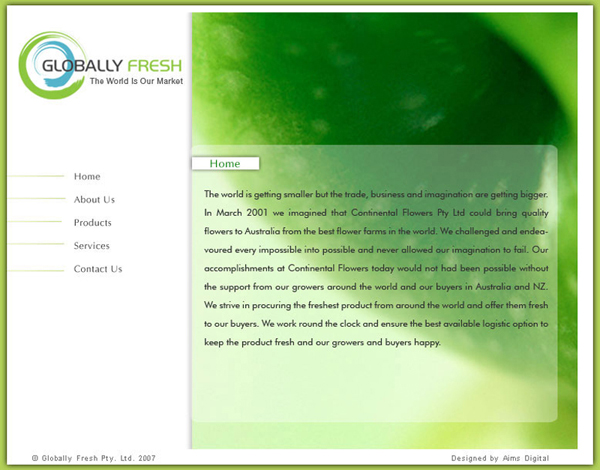 GLOBALLY FRESH
The World Is Our Market
Home
Home
About Us
Products
Services
Contact Us
The world is getting smaller but the trade, business and imagination are getting bigger.
In March 2001 we imagined that Continental Flowers Pty Ltd could bring quality
flowers to Australia from the best flower farms in the world. We challenged and endea-
voured every impossible into possible and never allowed our imagination to fail. Our
accomplishments at Continental Flowers today would not had been possible without
the support from our growers around the world and our buyers in Australia and NZ.
We strive in procuring the freshest product from around the world and offer them fresh
to our buyers. We work round the clock and ensure the best available logistic option to
keep the product fresh and our growers and buyers happy.
© Globally Fresh Pty. Ltd. 2007
Designed by Aims Digital